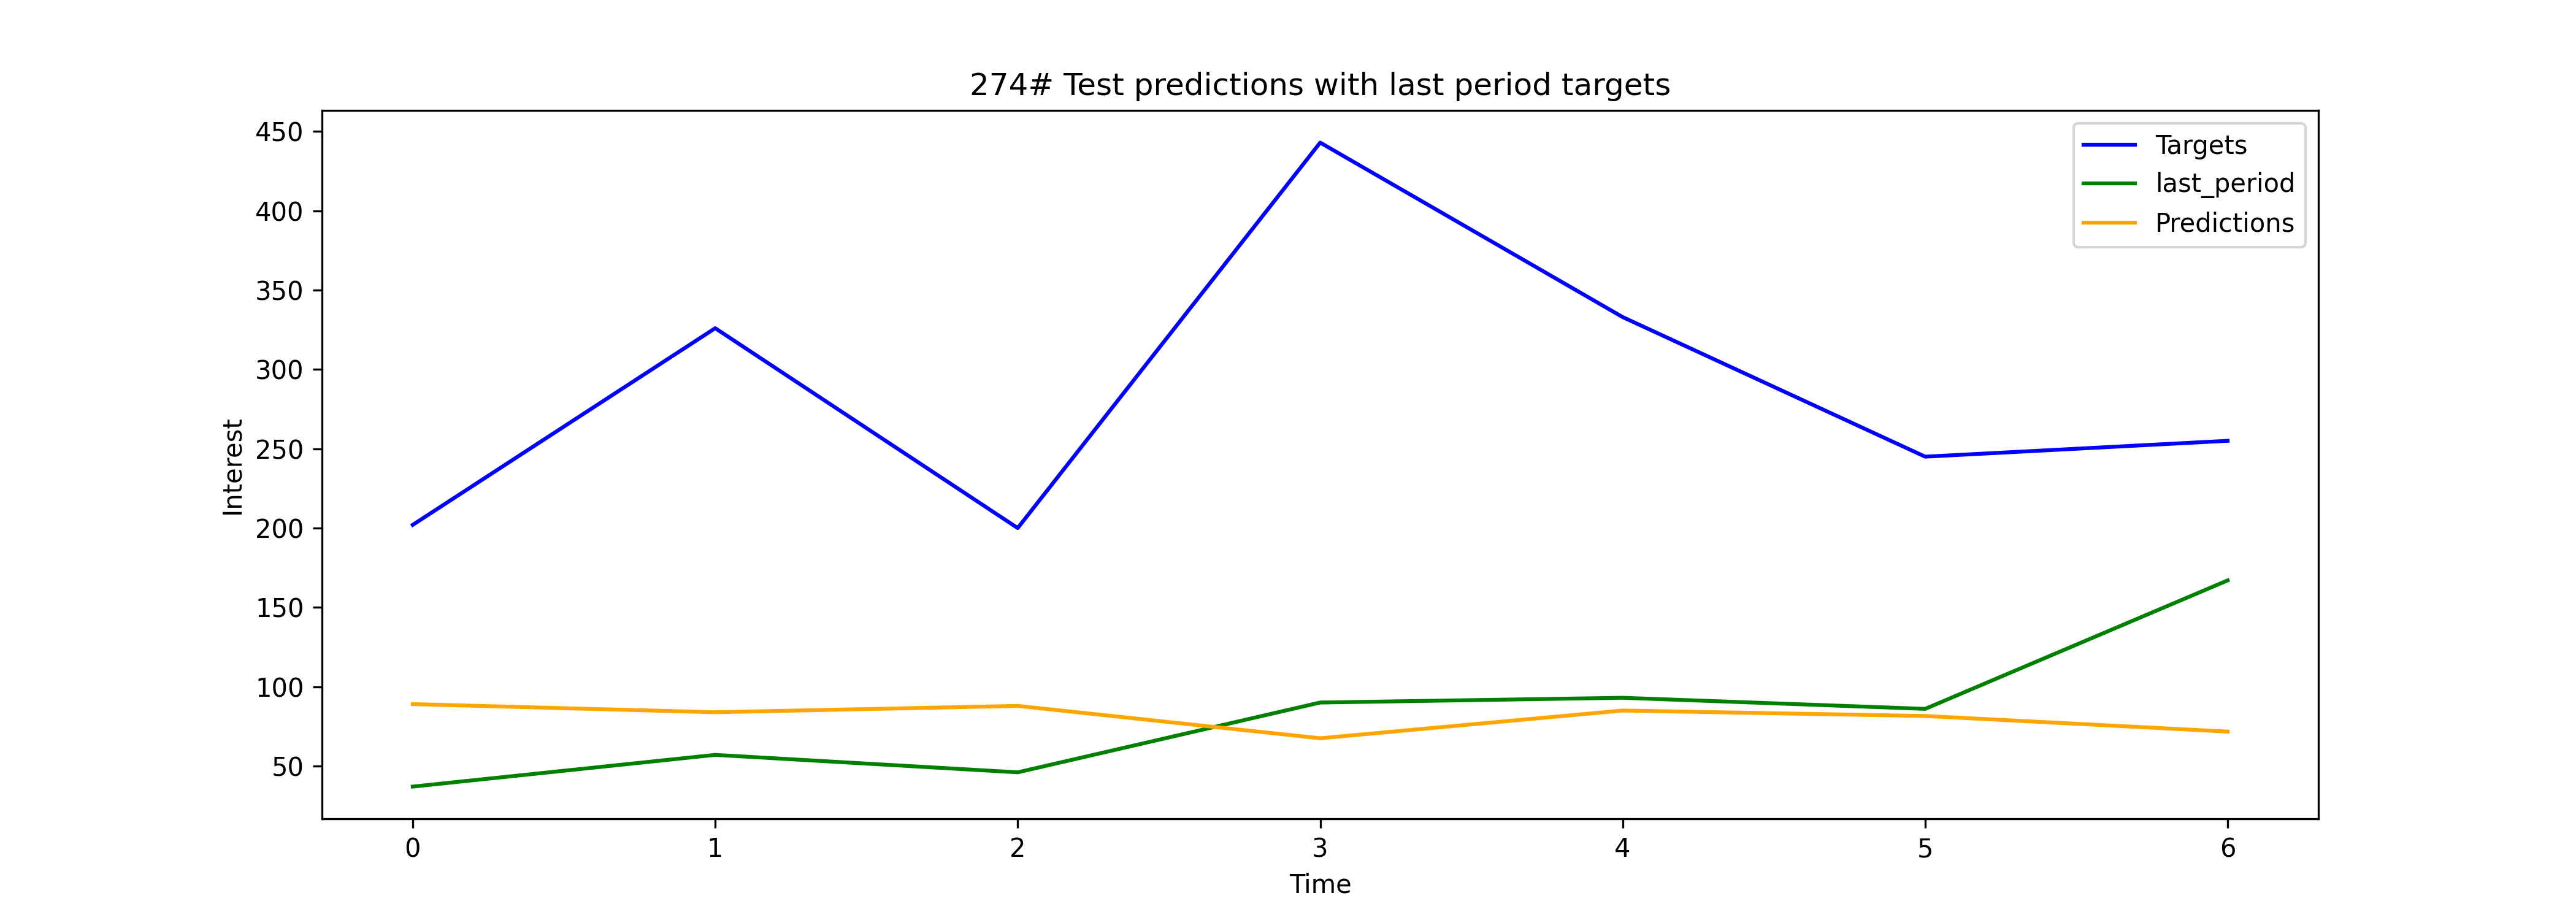 274# Test predictions with last period targets
450
400
350
300
250
200
150
100
50
Interest
Targets
last_period
Predictions
0 1 2 3 4 5 6
Time